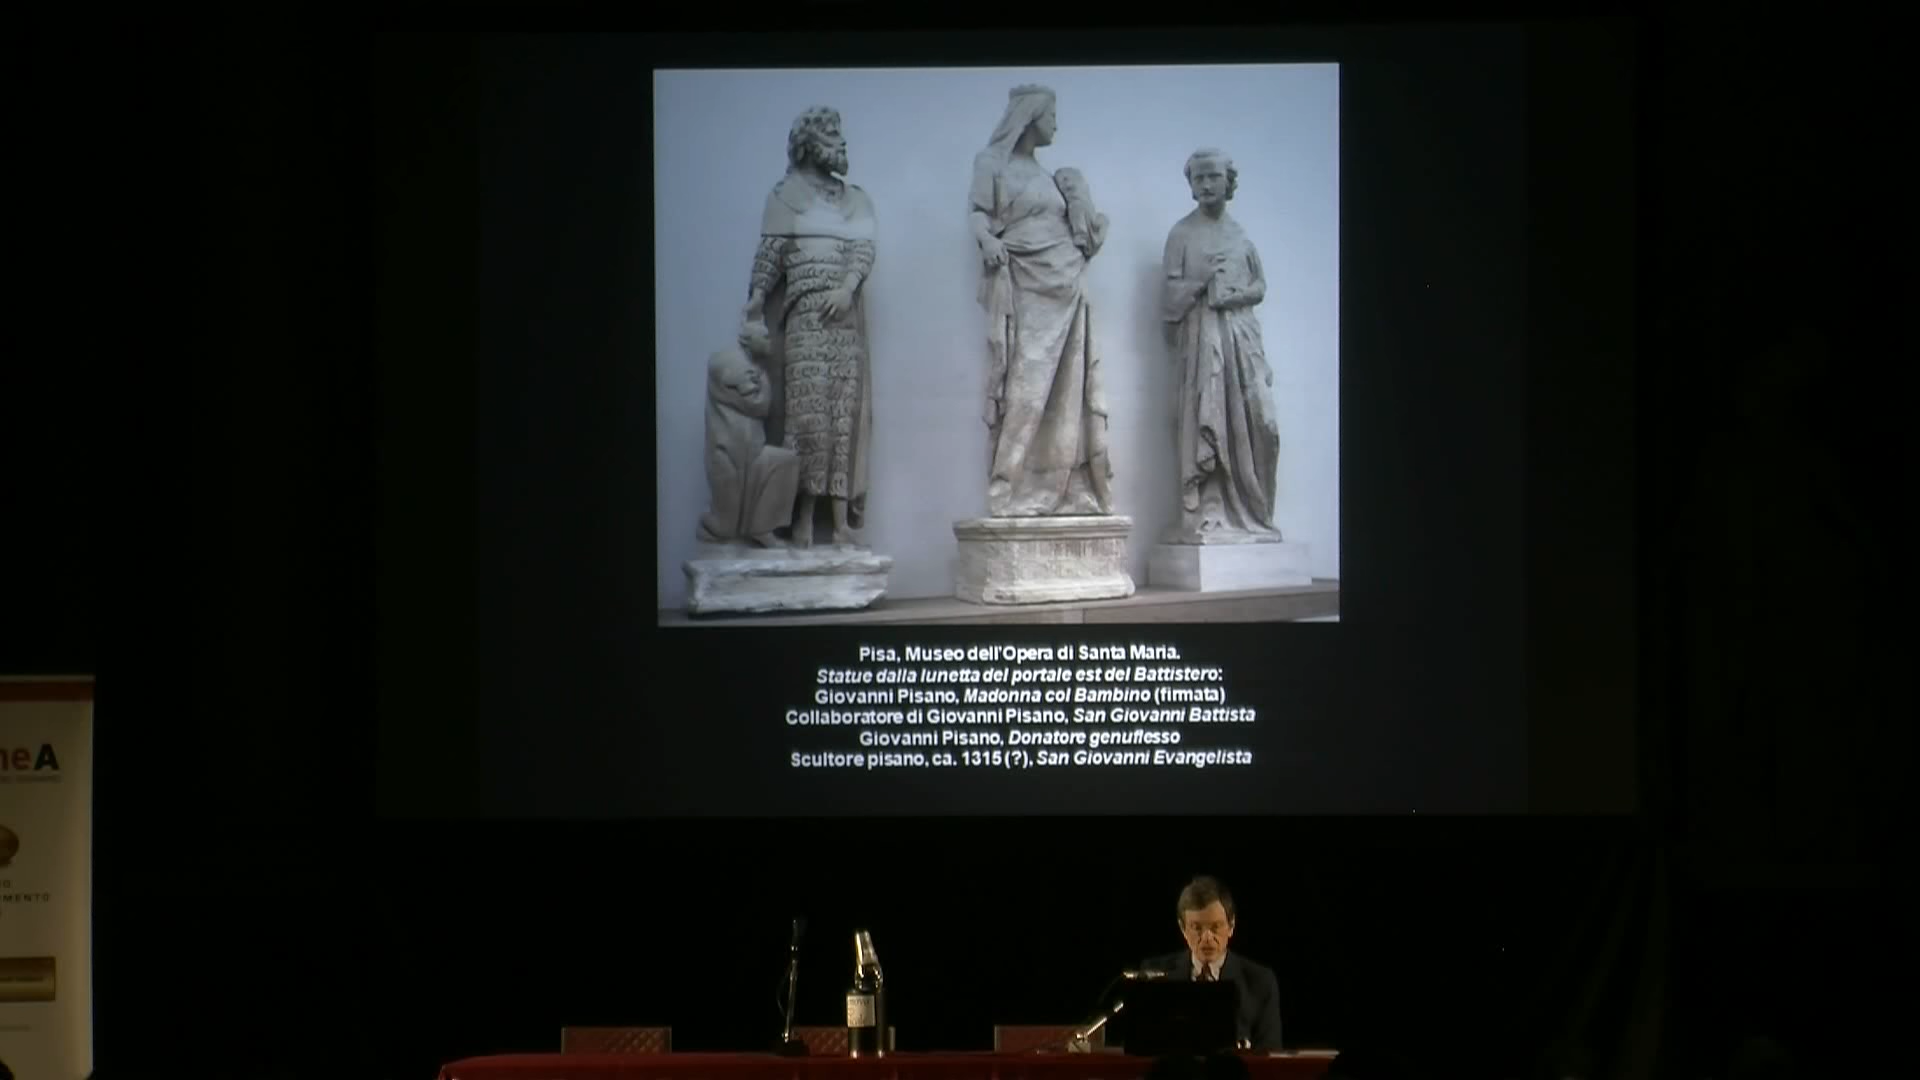 Pisa, Museo dell'Opera di Santa Maria.
Statue dalla lunetta del portale est del Battistero:
Giovanni Pisano, Madonna col Bambino (firmata)
Collaboratore di Giovanni Pisano, San Giovanni Battista
Giovanni Pisano, Donatore genuflesso
Scultore pisano, ca. 1315 (?), San Giovanni Evangelista